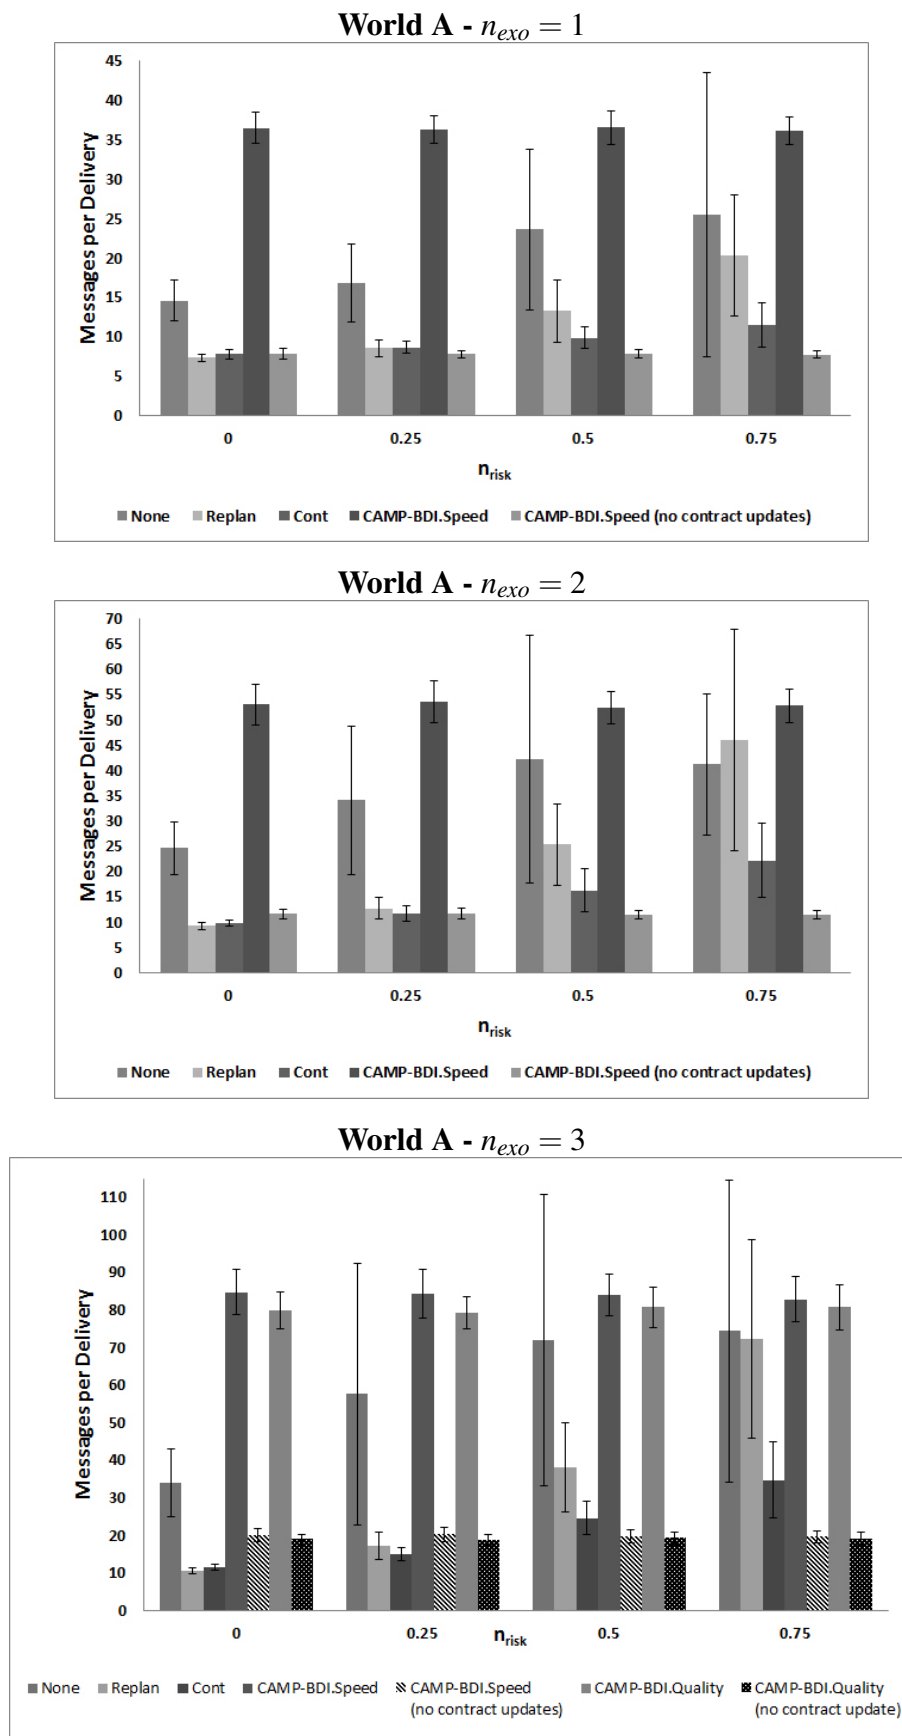 World A - nexo = 1
45
40
35
30
25
20
15
10
5
0
Messages per Delivery
0 0.25 0.5 0.75
nrisk
None Replan Cont CAMP-BDI.Speed CAMP-BDI.Speed (no contract updates)
World A - nexo = 2
70
65
60
55
50
45
40
35
30
25
20
15
10
5
0
Messages per Delivery
0 0.25 0.5 0.75
nrisk
None Replan Cont CAMP-BDI.Speed CAMP-BDI.Speed (no contract updates)
World A - nexo = 3
110
100
90
80
70
60
50
40
30
20
10
0
Messages per Delivery
0 0.25 0.5 0.75
nrisk
None Replan Cont CAMP-BDI.Speed CAMP-BDI.Speed CAMP-BDI.Quality CAMP-BDI.Quality
(no contract updates) (no contract update)